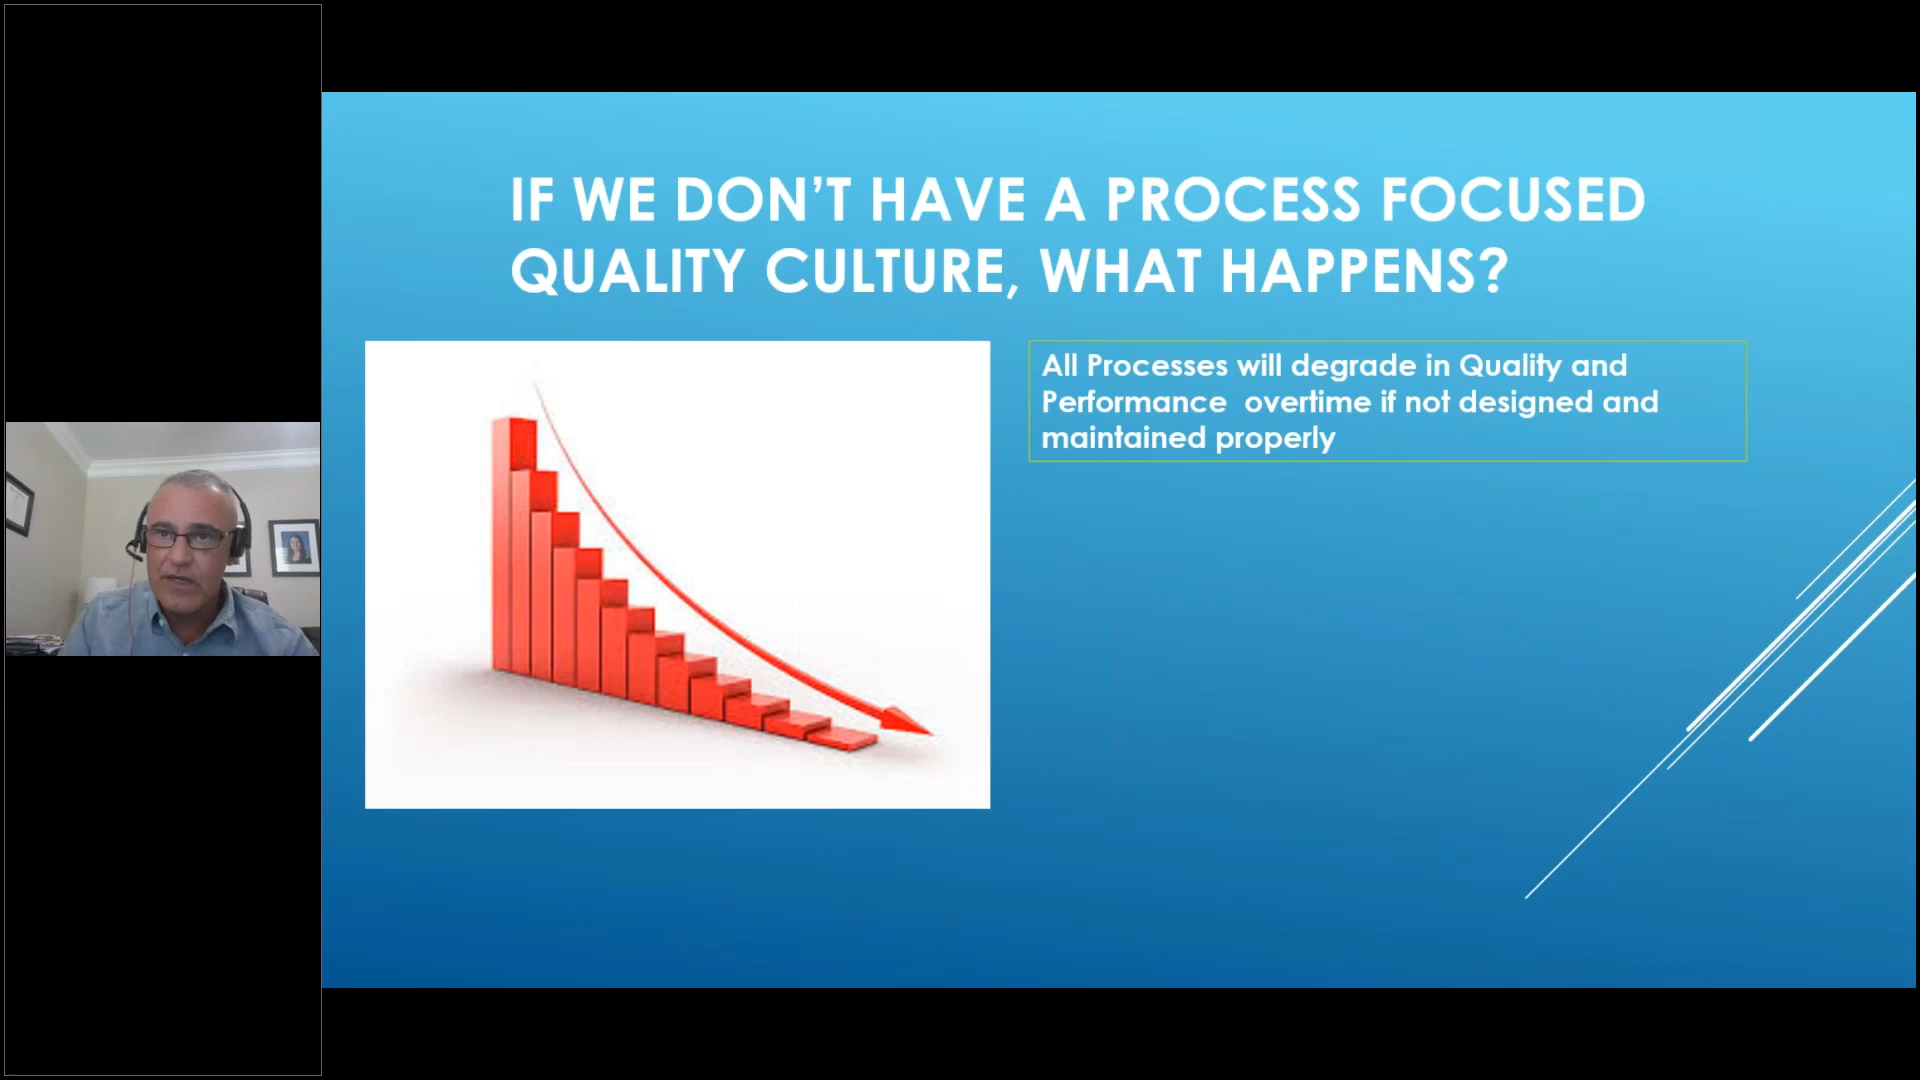 IF WE DON’T HAVE A PROCESS FOCUSED
QUALITY CULTURE, WHAT HAPPENS?
All Processes will degrade in Quality and
Performance  overtime if not designed and
maintained properly